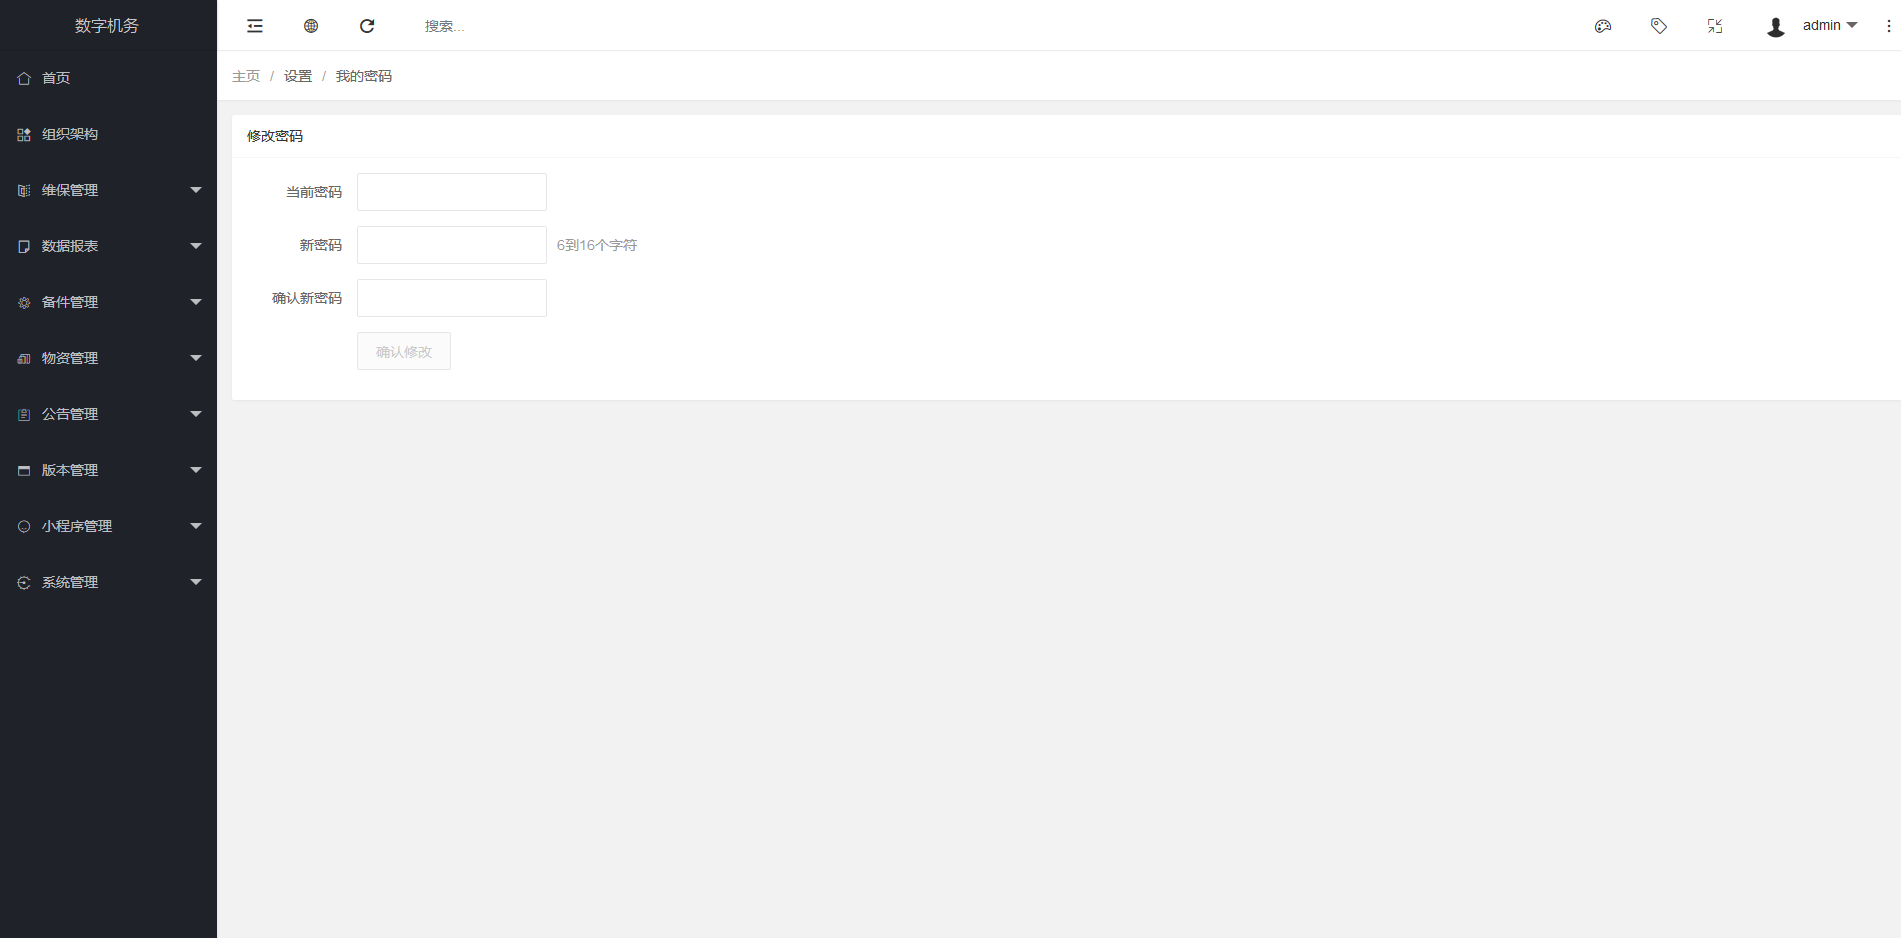 数字机务
搜索...
admin
主页 / 设置 / 我的密码
首页
组织架构
维保管理
数据报表
备件管理
物资管理
公告管理
版本管理
小程序管理
系统管理
修改密码
当前密码
新密码 6到16个字符
确认新密码
确认修改